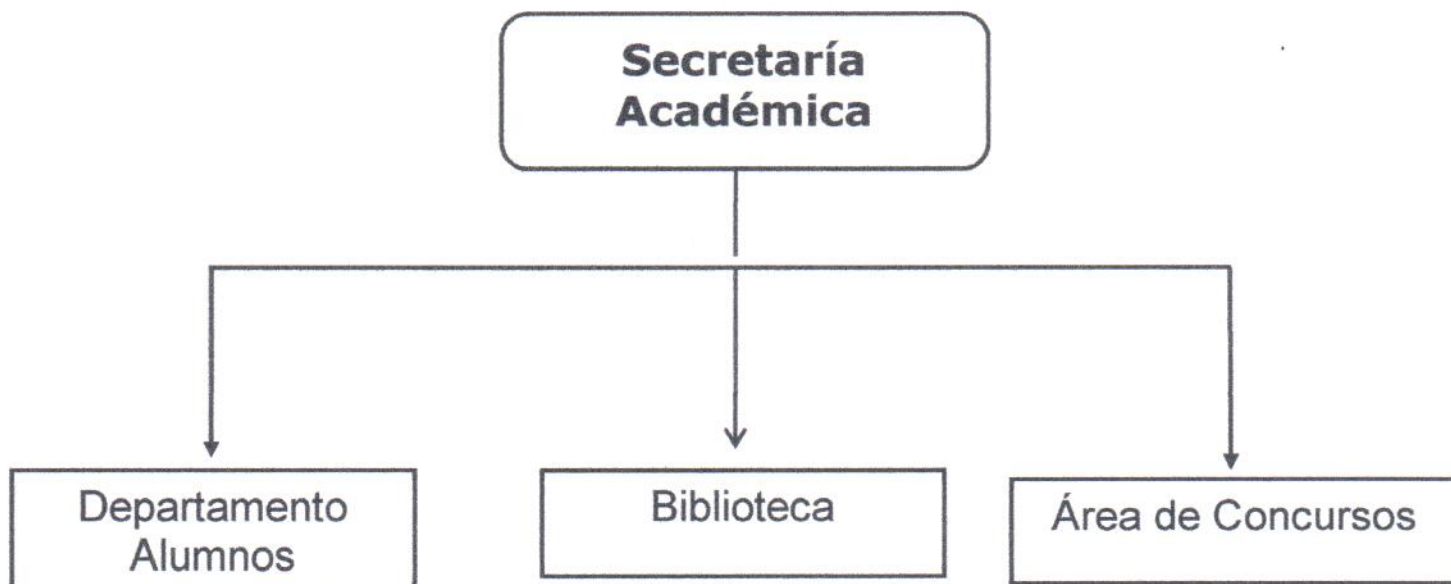 Secretaría
Académica
Departamento
Alumnos
Biblioteca
Área de Concursos